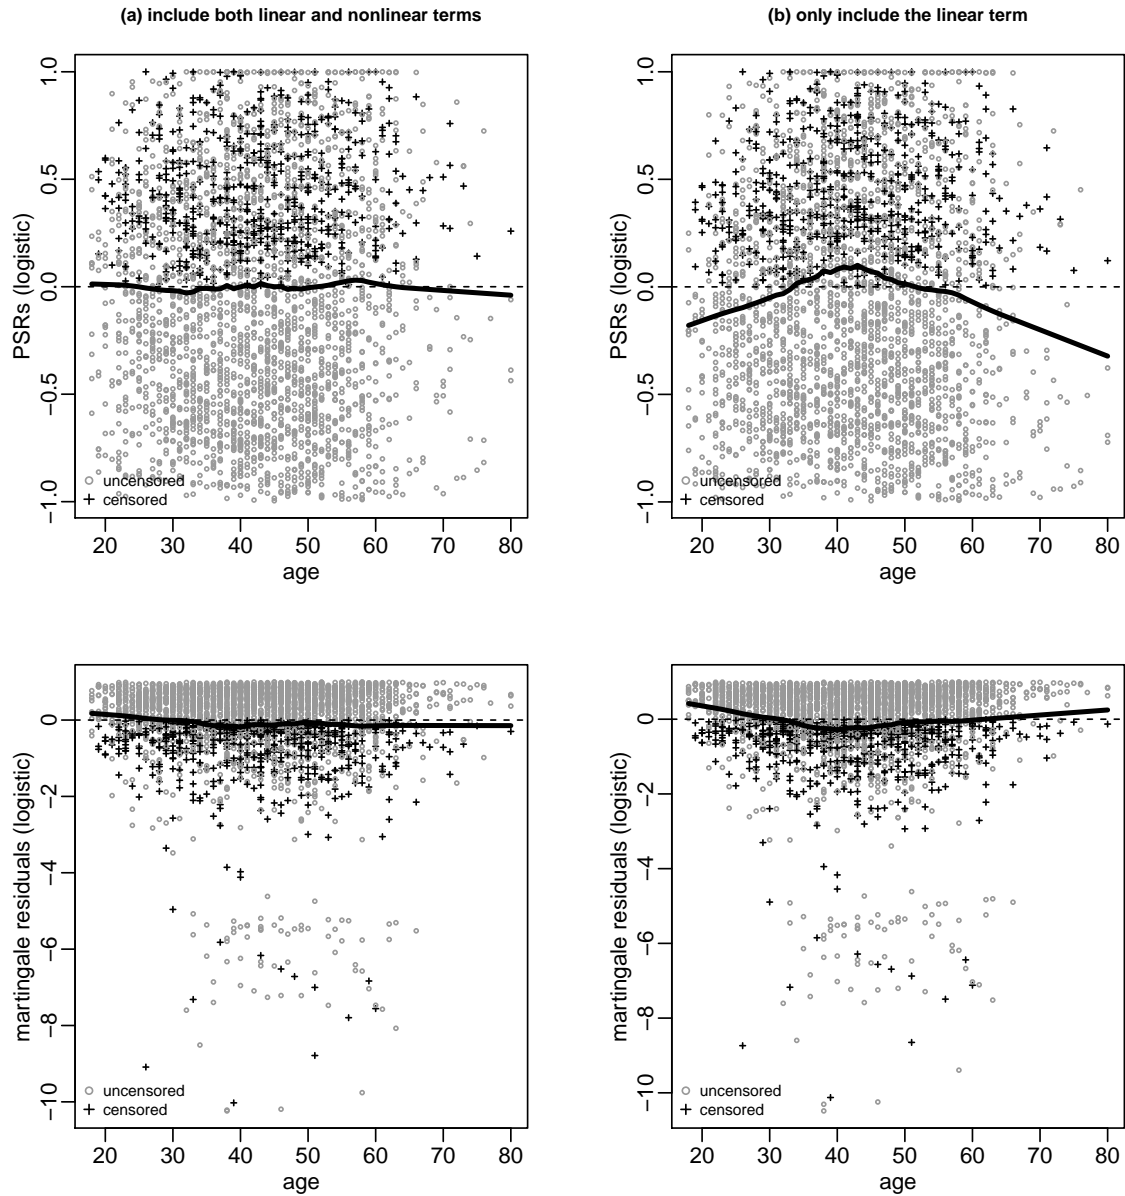 (a) include both linear and nonlinear terms
PSRs (logistic)
1.0
0.5
0.0
−0.5
−1.0
uncensored
censored
20 30 40 50 60 70 80
age
(b) only include the linear term
PSRs (logistic)
1.0
0.5
0.0
−0.5
−1.0
uncensored
censored
20 30 40 50 60 70 80
age
martingale residuals (logistic)
0
−2
−4
−6
−8
−10
uncensored
censored
20 30 40 50 60 70 80
age
martingale residuals (logistic)
0
−2
−4
−6
−8
−10
uncensored
censored
20 30 40 50 60 70 80
age